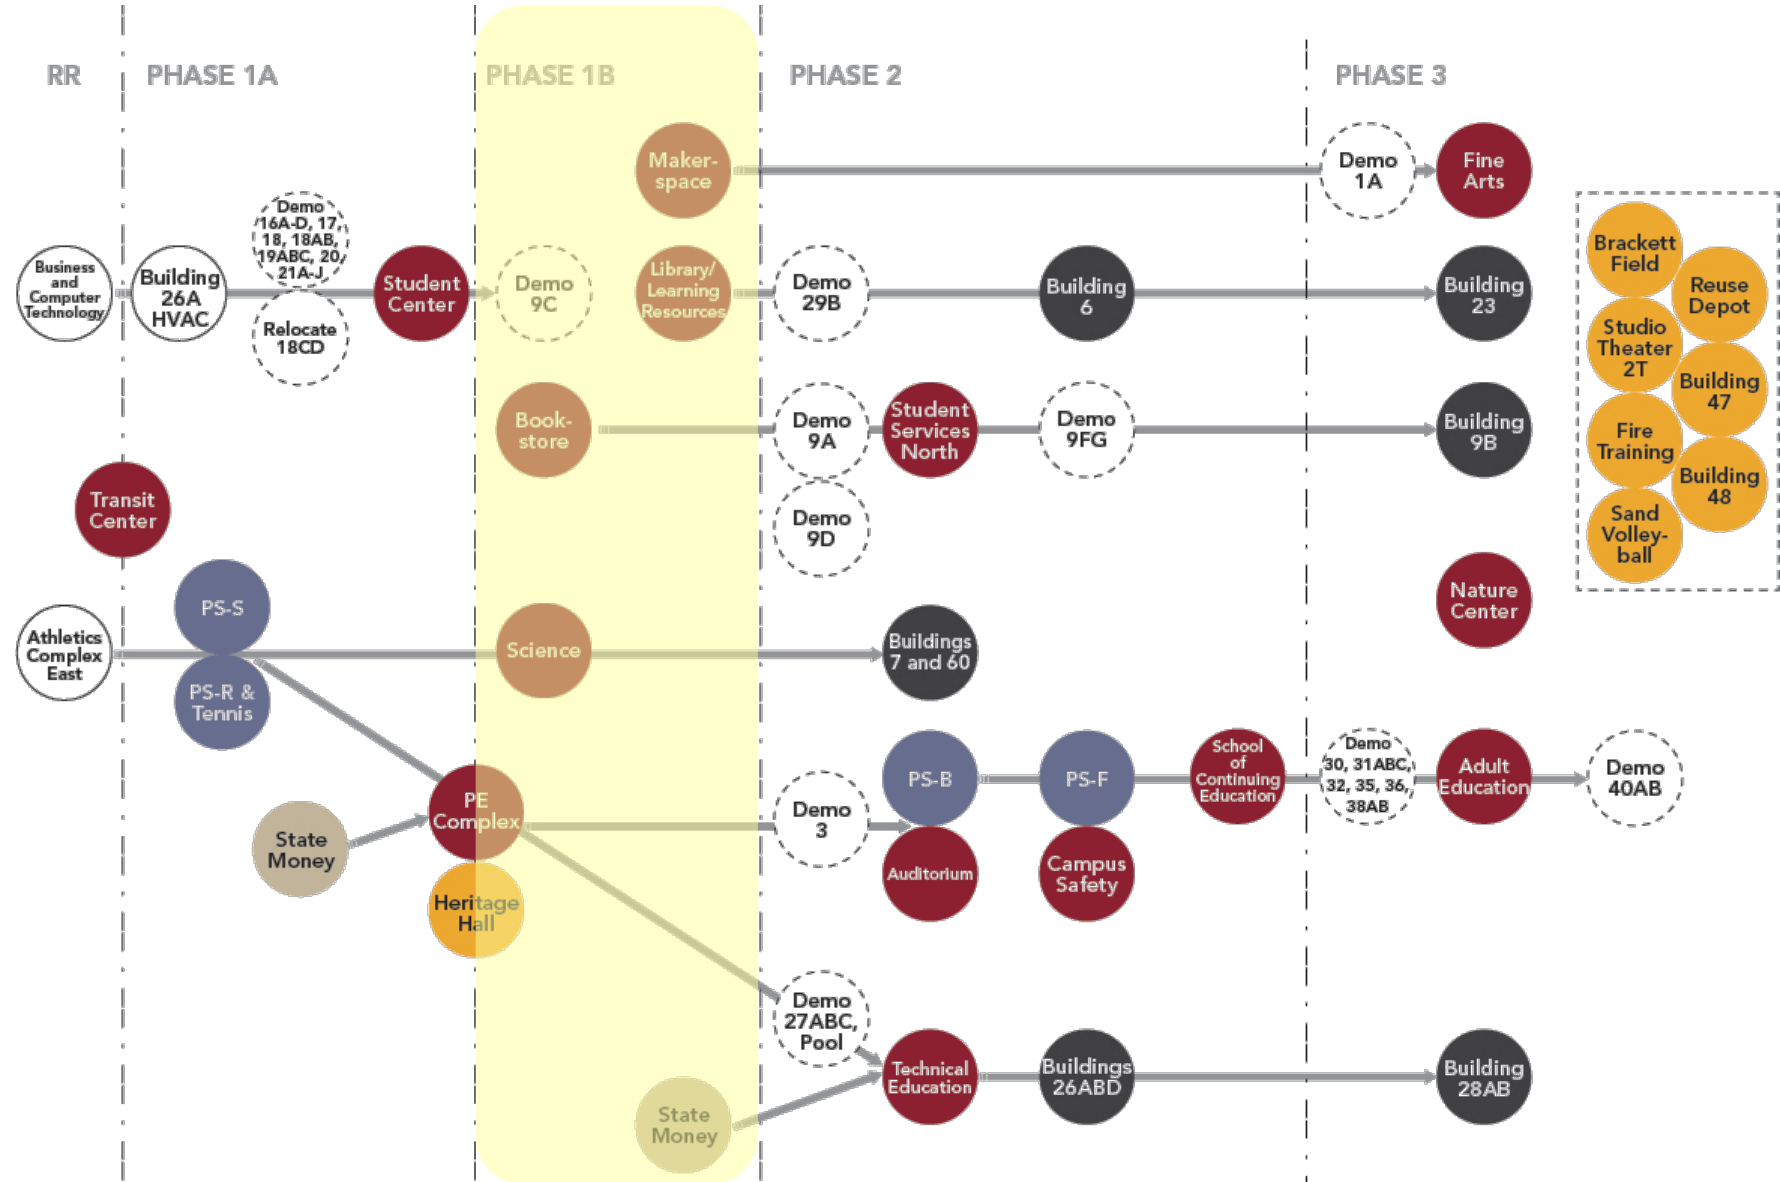 RR
PHASE 1A
PHASE 1B
PHASE 2
PHASE 3
Maker-
space
Demo
1A
Fine
Arts
Business
and
Computer
Technology
Building
26A
HVAC
Demo
16A-D, 17,
18, 18AB,
19ABC, 20,
21A-J
Relocate
18CD
Student
Center
Demo
9C
Library/
Learning
Resources
Demo
29B
Building
6
Building
23
Book-
store
Demo
9A
Student
Services
North
Demo
9FG
Building
9B
Demo
9D
Brackett
Field
Reuse
Depot
Studio
Theater
2T
Building
47
Fire
Training
Building
48
Sand
Volley-
ball
Transit
Center
Nature
Center
Athletics
Complex
East
PS-S
PS-R &
Tennis
Science
Buildings
7 and 60
State
Money
PE
Complex
Heritage
Hall
Demo
3
PS-B
Auditorium
PS-F
Campus
Safety
School
of
Continuing
Education
Demo
30, 31ABC,
32, 35, 36,
38AB
Adult
Education
Demo
40AB
Demo
27ABC,
Pool
State
Money
Technical
Education
Buildings
26ABD
Building
28AB